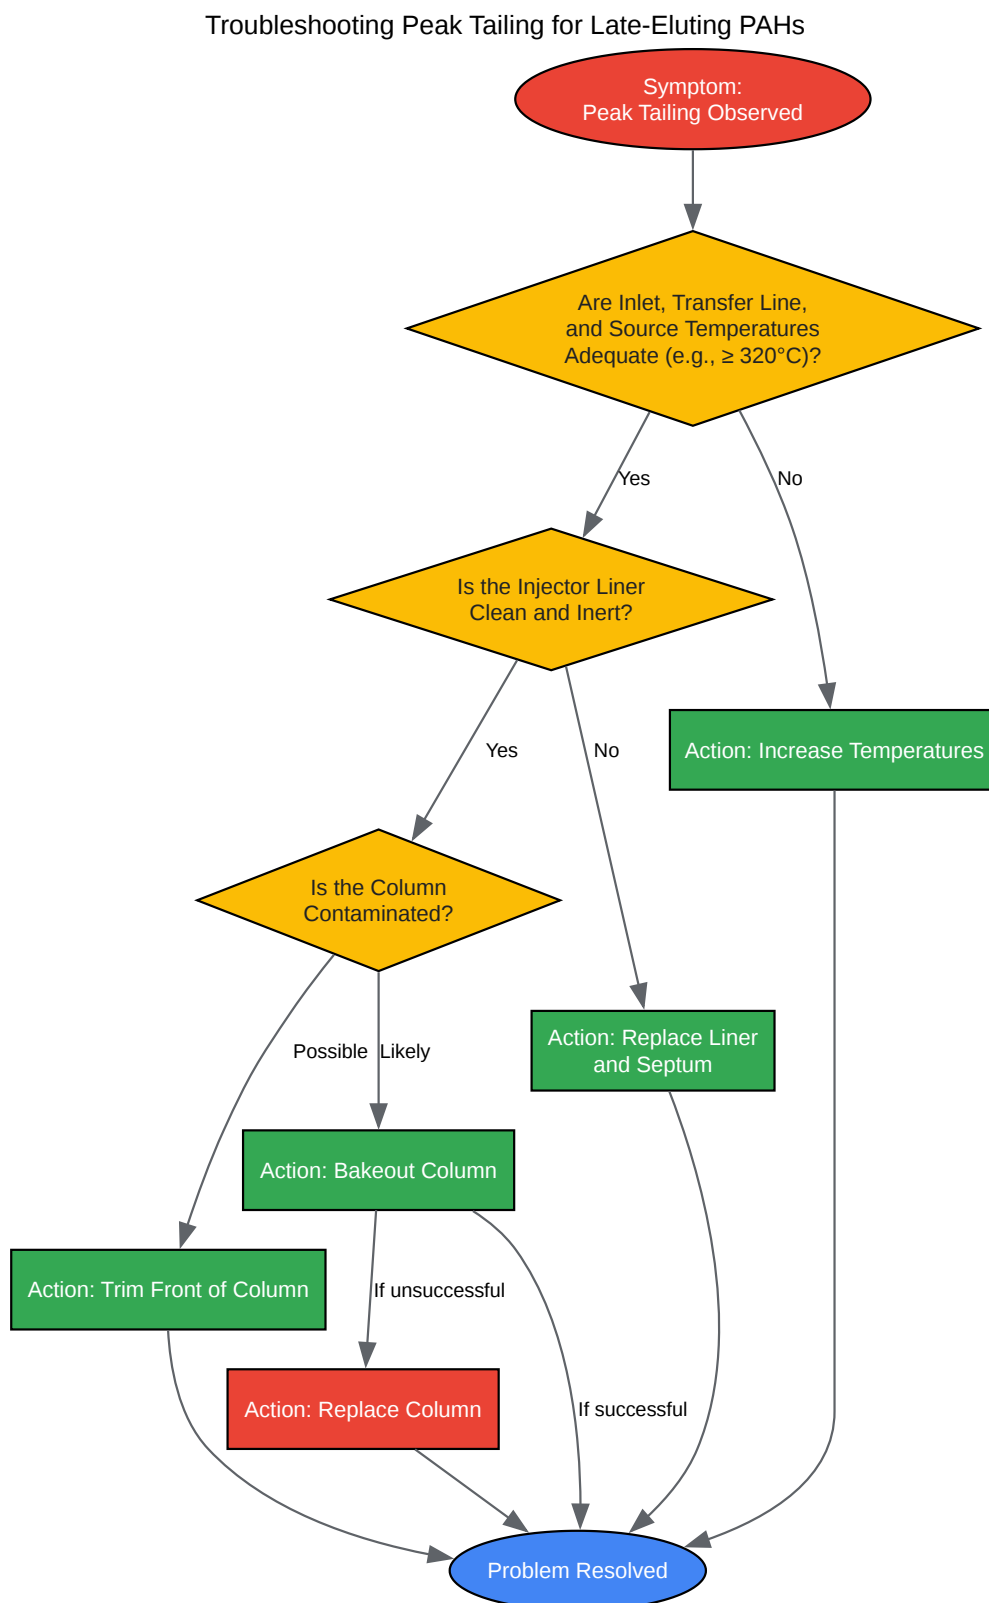 Troubleshooting Peak Tailing for Late-Eluting PAHs
Symptom:
Peak Tailing Observed
Are Inlet, Transfer Line,
and Source Temperatures
Adequate (e.g., ≥ 320°C)?
Yes
No
Is the Injector Liner
Clean and Inert?
Action: Increase Temperatures
Yes
No
Is the Column
Contaminated?
Possible
Likely
Action: Replace Liner
and Septum
Action: Bakeout Column
Action: Trim Front of Column
If unsuccessful
Action: Replace Column
If successful
Problem Resolved